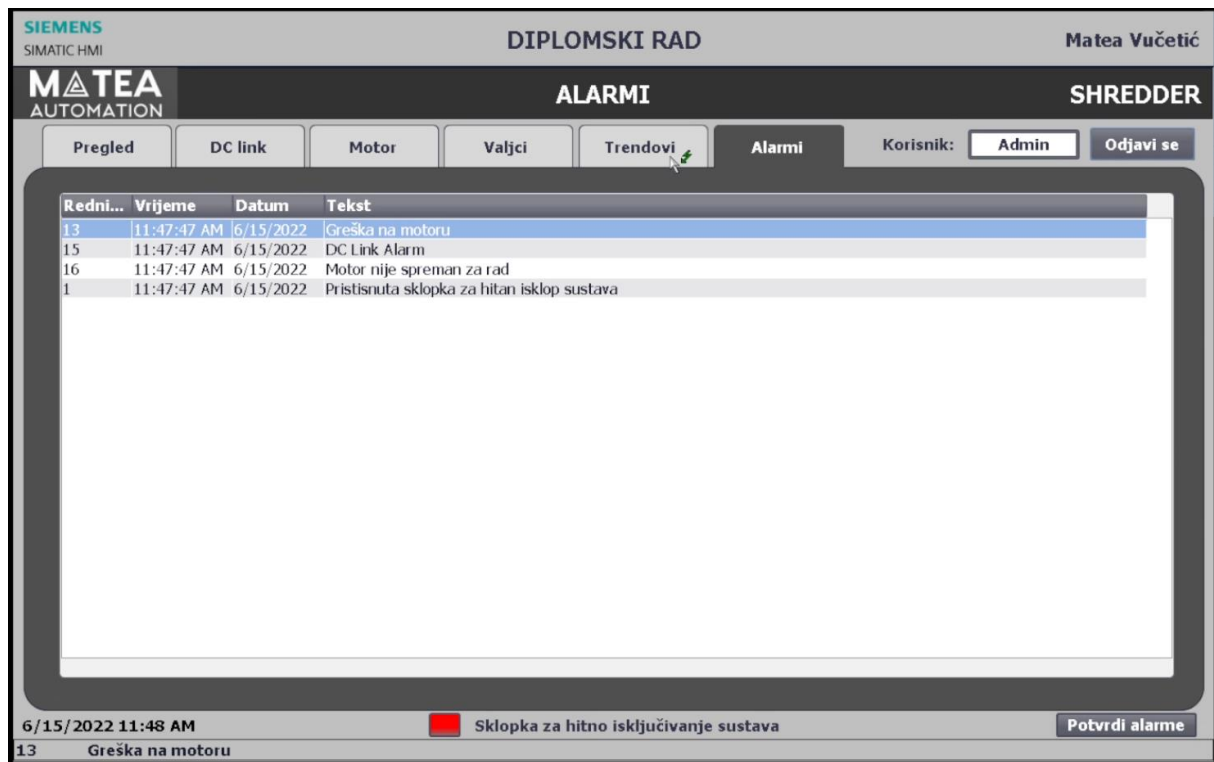 SIEMENS
SIMATIC HMI
DIPLOMSKI RAD
Matea Vučetić
MATEA
AUTOMATION
ALARMI
SHREDDER
Pregled
DC link
Motor
Valjci
Trendovi
Alarmi
Korisnik:
Admin
Odjavi se
Redni... Vrijeme Datum Tekst
13 11:47:47 AM 6/15/2022 Greška na motoru
15 11:47:47 AM 6/15/2022 DC Link Alarm
16 11:47:47 AM 6/15/2022 Motor nije spreman za rad
1 11:47:47 AM 6/15/2022 Pristisnuta sklopka za hitan isklop sustava
6/15/2022 11:48 AM
Sklopka za hitno isključivanje sustava
Potvrdi alarme
13 Greška na motoru